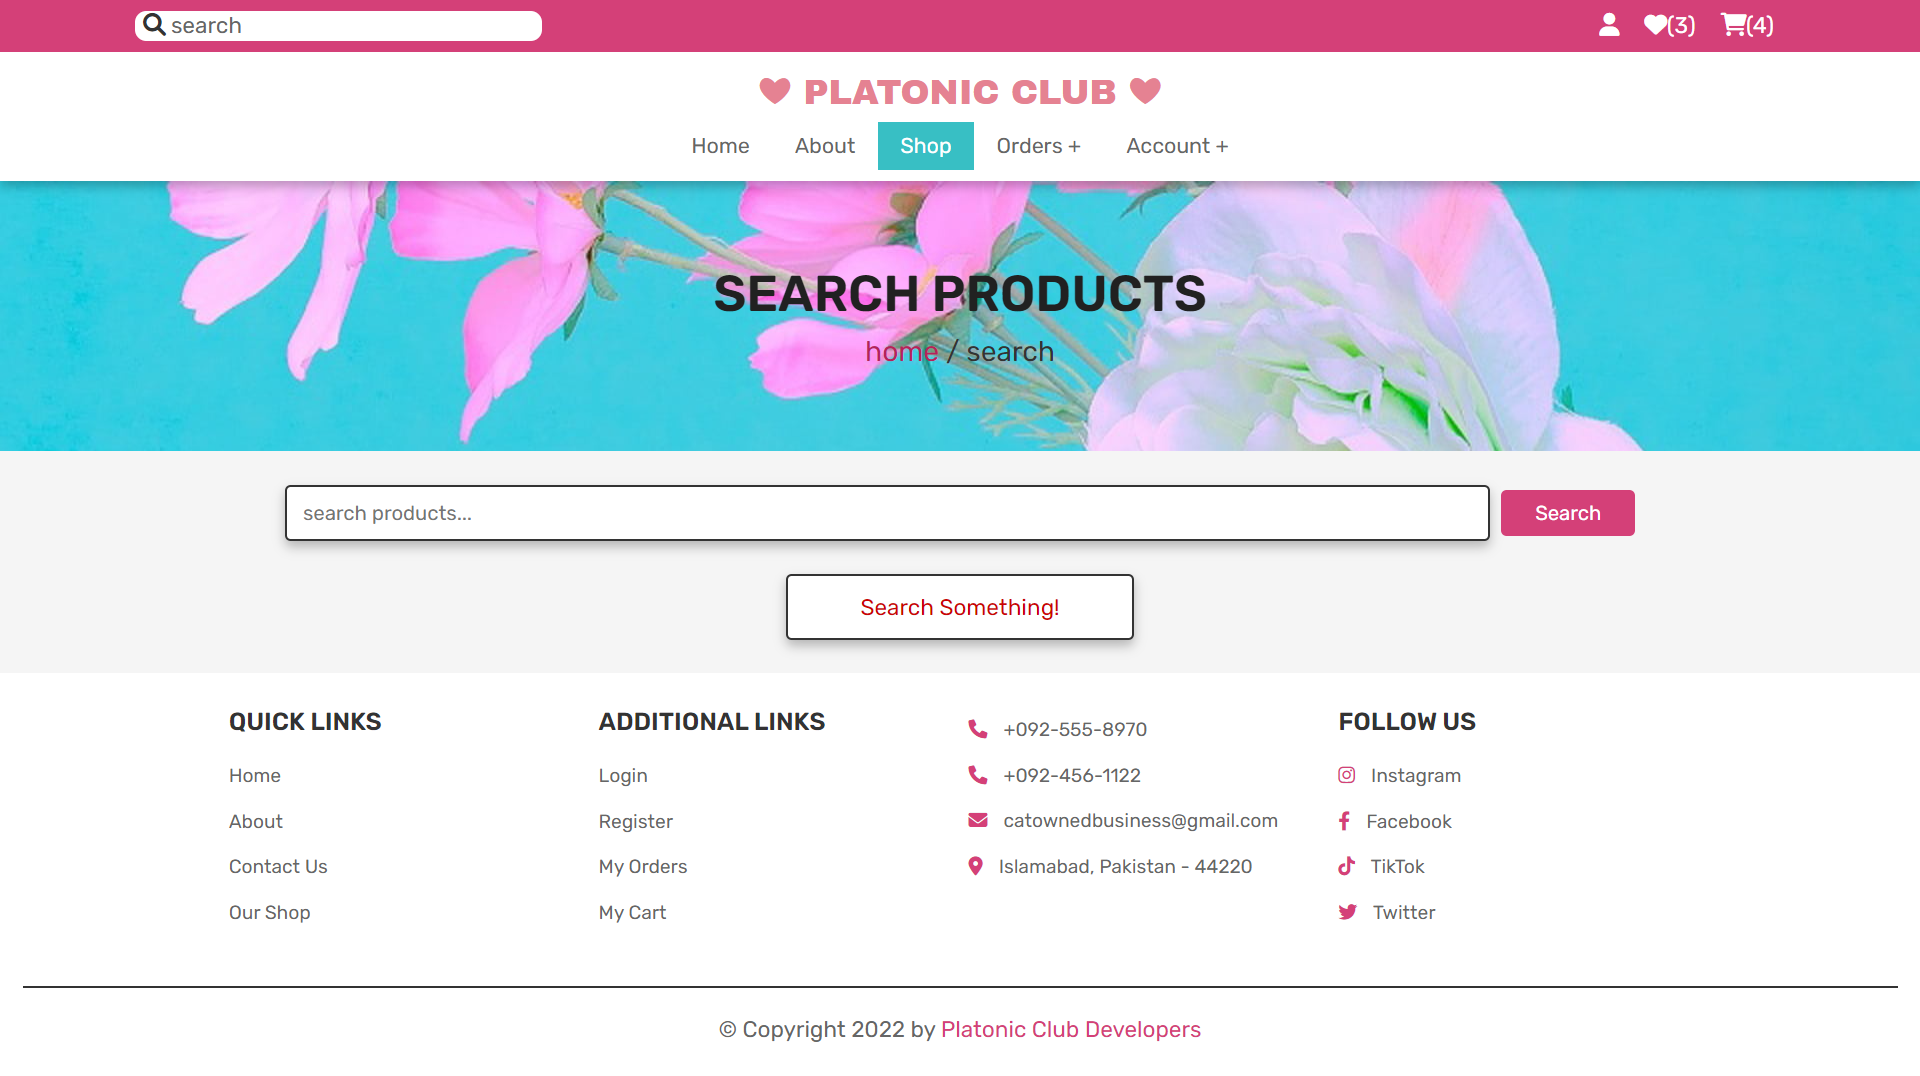 search
(3)
(4)
PLATONIC CLUB
Home About Shop Orders + Account +
SEARCH PRODUCTS
home / search
search products...
Search
Search Something!
QUICK LINKS
Home
About
Contact Us
Our Shop
ADDITIONAL LINKS
Login
Register
My Orders
My Cart
+092-555-8970
+092-456-1122
catownedbusiness@gmail.com
Islamabad, Pakistan - 44220
FOLLOW US
Instagram
Facebook
TikTok
Twitter
© Copyright 2022 by Platonic Club Developers